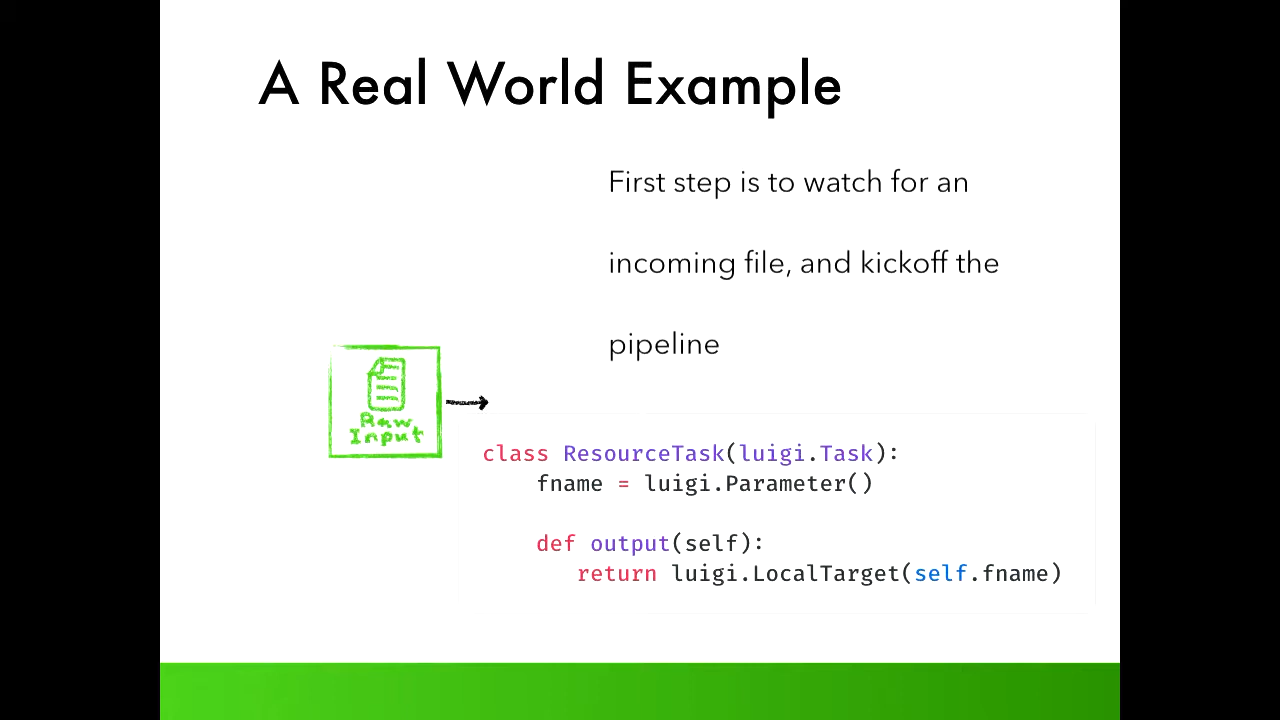 A Real World Example
First step is to watch for an
incoming file, and kickoff the
pipeline
Raw
Input
class ResourceTask(luigi.Task):
    fname = luigi.Parameter()
    def output(self):
       return luigi.LocalTarget(self.fname)